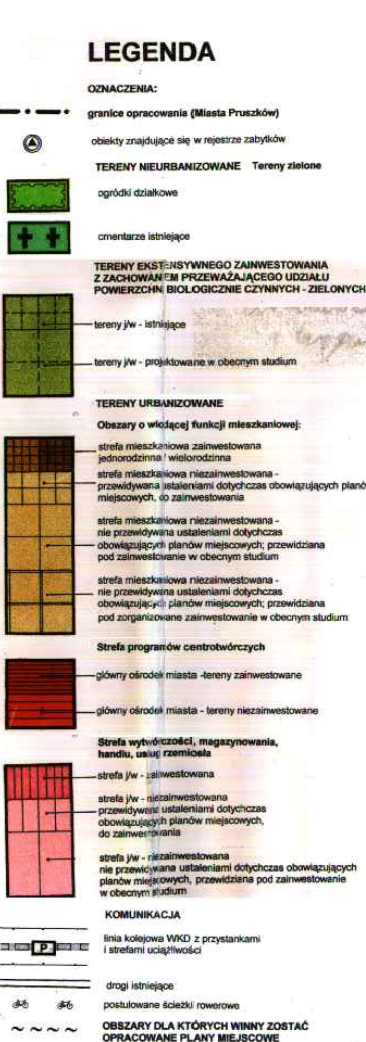 LEGENDA
OZNACZENIA:
granice opracowania (Miasta Pruszków)
obiekty znajdujące się w rejestrze zabytków
TERENY NIEURBANIZOWANE Tereny zielone
ogródki działkowe
cmentarze istniejące
TERENY EKSTENSYWNEGO ZAINWESTOWANIA
Z ZACHOWANIEM PRZEWAŻAJĄCEGO UDZIAŁU
POWIERZCHNI BIOLOGICZNIE CZYNNYCH - ZIELONYCH
tereny j/w - istniejące
tereny j/w - projektowane w obecnym studium
TERENY URBANIZOWANE
Obszary o wiodącej funkcji mieszkaniowej:
strefa mieszkaniowa zainwestowana
jednorodzinna / wielorodzinna
strefa mieszkaniowa niezainwestowana -
przewidywana ustaleniami dotychczas obowiązujących planó
miejscowych, do zainwestowania
strefa mieszkaniowa niezainwestowana -
nie przewidywana ustaleniami dotychczas
obowiązujących planów miejscowych; przewidziana
pod zainwestowanie w obecnym studium
strefa mieszkaniowa niezainwestowana -
nie przewidywana ustaleniami dotychczas
obowiązujących planów miejscowych; przewidziana
pod zorganizowane zainwestowanie w obecnym studium
Strefa programów centrotwórczych
główny ośrodek miasta -tereny zainwestowane
główny ośrodek miasta - tereny niezainwestowane
Strefa wytwórczości, magazynowania,
handlu, usług rzemiosła
strefa j/w - zainwestowana
strefa j/w - niezainwestowana
przewidywana ustaleniami dotychczas
obowiązujących planów miejscowych,
do zainwestowania
strefa j/w - niezainwestowana
nie przewidywana ustaleniami dotychczas obowiązujących
planów miejscowych, przewidziana pod zainwestowanie
w obecnym studium
KOMUNIKACJA
P
linia kolejowa WKD z przystankami
i strefami uciążliwości
drogi istniejące
postulowane ścieżki rowerowe
OBSZARY DLA KTÓRYCH WINNY ZOSTAĆ
OPRACOWANE PLANY MIEJSCOWE